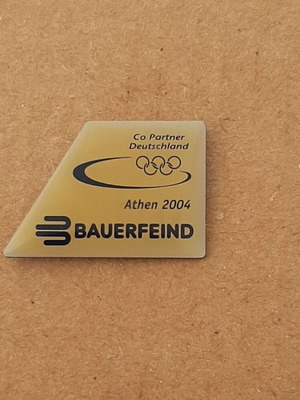 Co Partner
Deutschland
Athen 2004
BAUERFEIND